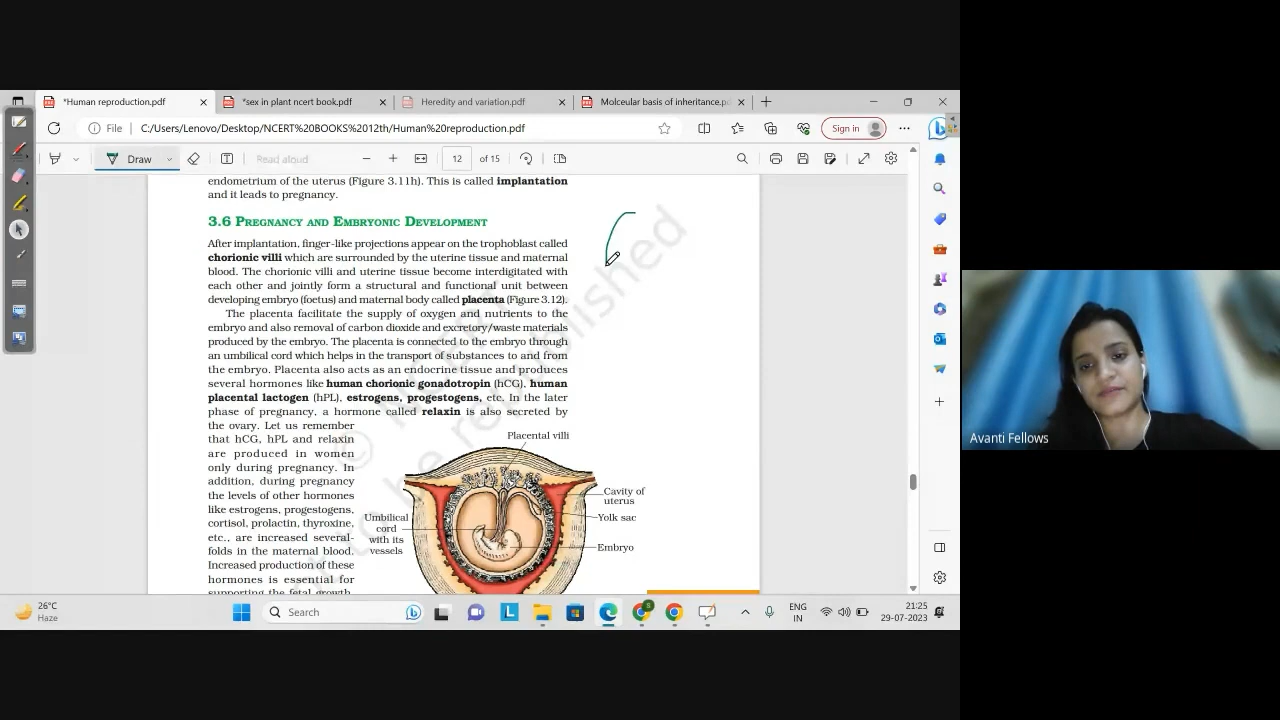 *Human reproduction.pdf
*sex in plant ncert book.pdf
Heredity and variation.pdf
Molceular basis of inheritance.p
File
C:/Users/Lenovo/Desktop/NCERT%20BOOKS%2012th/Human%20reproduction.pdf
Sign in
Draw
Read aloud
12 of 15
endometrium of the uterus (Figure 3.11h). This is called implantation
and it leads to pregnancy.
3.6 PREGNANCY AND EMBRYONIC DEVELOPMENT
After implantation, finger-like projections appear on the trophoblast called
chorionic villi which are surrounded by the uterine tissue and maternal
blood. The chorionic villi and uterine tissue become interdigitated with
each other and jointly form a structural and functional unit between
developing embryo (foetus) and maternal body called placenta (Figure 3.12).
The placenta facilitate the supply of oxygen and nutrients to the
embryo and also removal of carbon dioxide and excretory/waste materials
produced by the embryo. The placenta is connected to the embryo through
an umbilical cord which helps in the transport of substances to and from
the embryo. Placenta also acts as an endocrine tissue and produces
several hormones like human chorionic gonadotropin (hCG), human
placental lactogen (hPL), estrogens, progestogens, etc. In the later
phase of pregnancy, a hormone called relaxin is also secreted by
the ovary. Let us remember
that hCG, hPL and relaxin
are produced in women
only during pregnancy. In
addition, during pregnancy
the levels of other hormones
like estrogens, progestogens,
cortisol, prolactin, thyroxine,
etc., are increased several-
folds in the maternal blood.
Increased production of these
hormones is essential for
supporting the fetal growth,
Placental villi
Cavity of
uterus
Yolk sac
Embryo
Umbilical
cord
with its
vessels
be republished
Avanti Fellows
26°C
Haze
Search
ENG
IN
21:25
29-07-2023